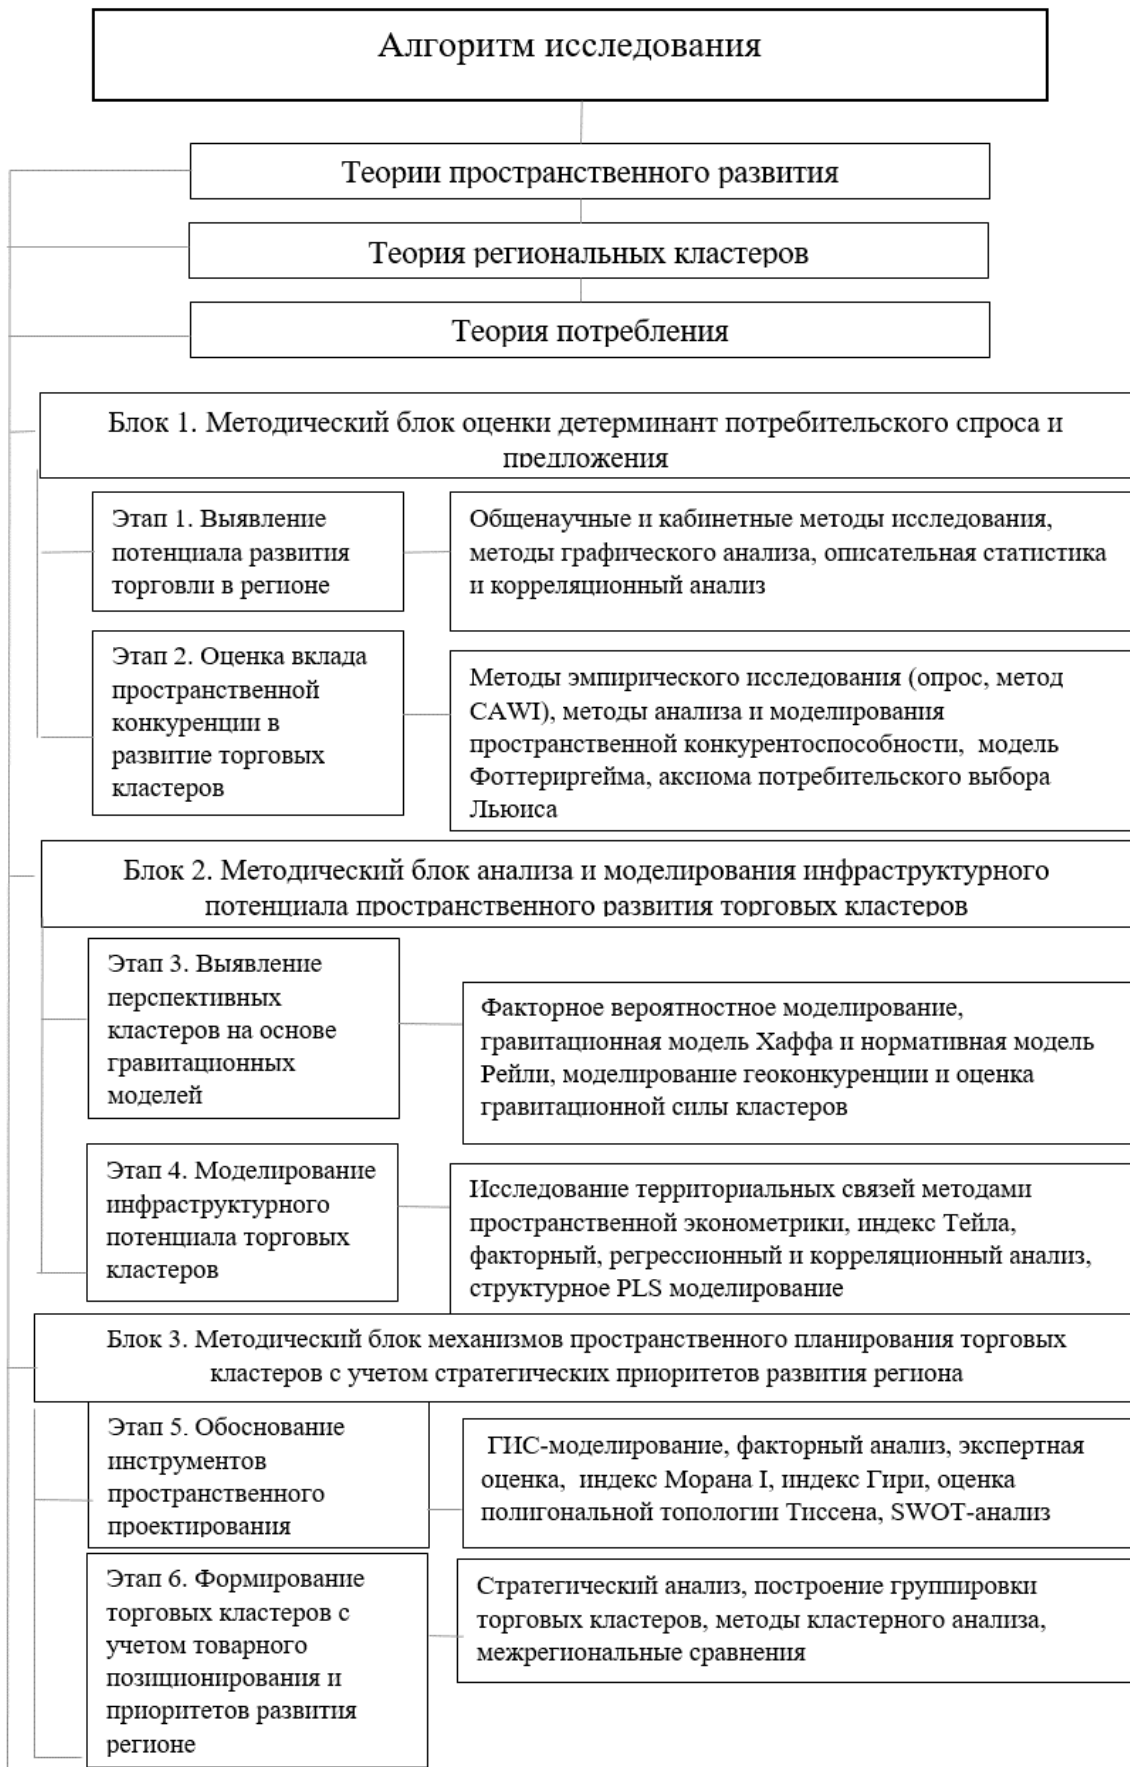 Алгоритм исследования
Теории пространственного развития
Теория региональных кластеров
Теория потребления
Блок 1. Методический блок оценки детерминант потребительского спроса и
предложения
Этап 1. Выявление
потенциала развития
торговли в регионе
Общенаучные и кабинетные методы исследования,
методы графического анализа, описательная статистика
и корреляционный анализ
Этап 2. Оценка вклада
пространственной
конкуренции в
развитие торговых
кластеров
Методы эмпирического исследования (опрос, метод
CAWI), методы анализа и моделирования
пространственной конкурентоспособности, модель
Фоттериргейма, аксиома потребительского выбора
Льюиса
Блок 2. Методический блок анализа и моделирования инфраструктурного
потенциала пространственного развития торговых кластеров
Этап 3. Выявление
перспективных
кластеров на основе
гравитационных
моделей
Факторное вероятностное моделирование,
гравитационная модель Хаффа и нормативная модель
Рейли, моделирование геоконкуренции и оценка
гравитационной силы кластеров
Этап 4. Моделирование
инфраструктурного
потенциала торговых
кластеров
Исследование территориальных связей методами
пространственной эконометрики, индекс Тейла,
факторный, регрессионный и корреляционный анализ,
структурное PLS моделирование
Блок 3. Методический блок механизмов пространственного планирования торговых
кластеров с учетом стратегических приоритетов развития региона
Этап 5. Обоснование
инструментов
пространственного
проектирования
ГИС-моделирование, факторный анализ, экспертная
оценка, индекс Морана I, индекс Гири, оценка
полигональной топологии Тиссена, SWOT-анализ
Этап 6. Формирование
торговых кластеров с
учетом товарного
позиционирования и
приоритетов развития
регионе
Стратегический анализ, построение группировки
торговых кластеров, методы кластерного анализа,
межрегиональные сравнения